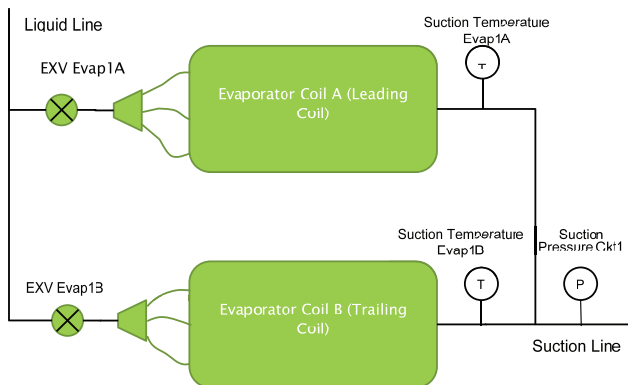 Liquid Line
Suction Temperature
Evap1A
EXV Evap1A
T
Evaporator Coil A (Leading
Coil)
Suction Temperature
Evap1B
Suction
Pressure Ckt1
EXV Evap1B
T
P
Evaporator Coil B (Trailing
Coil)
Suction Line